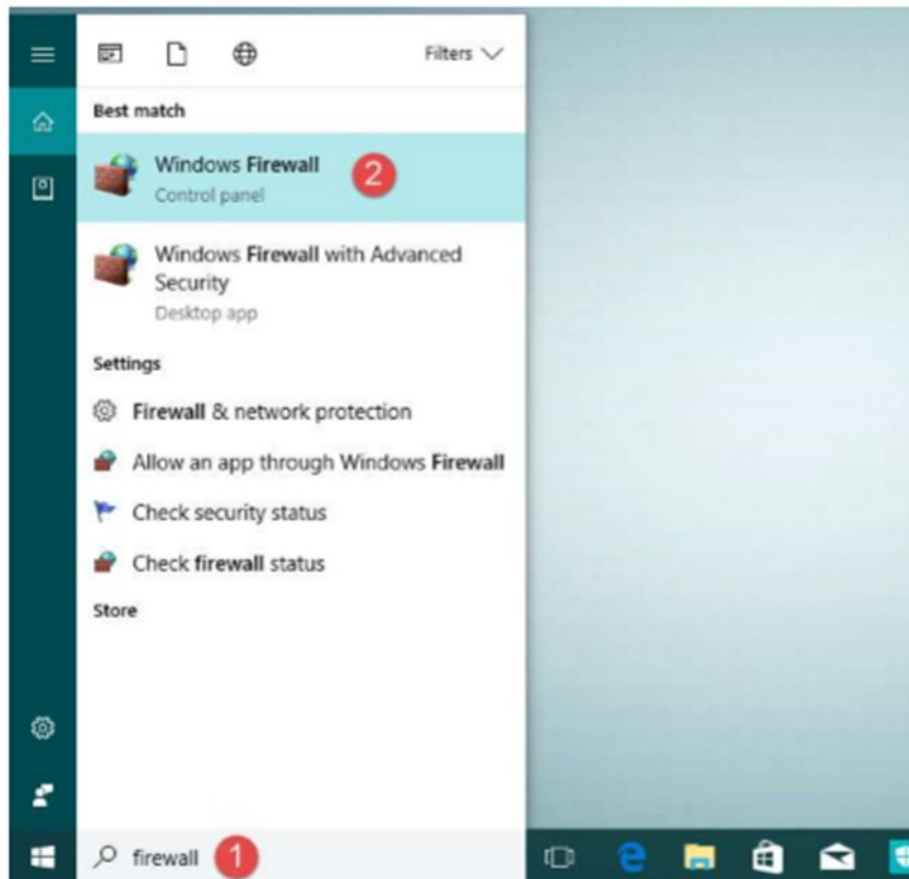 Filters
Best match
Windows Firewall
Control panel
2
Windows Firewall with Advanced
Security
Desktop app
Settings
Firewall & network protection
Allow an app through Windows Firewall
Check security status
Check firewall status
Store
firewall
1